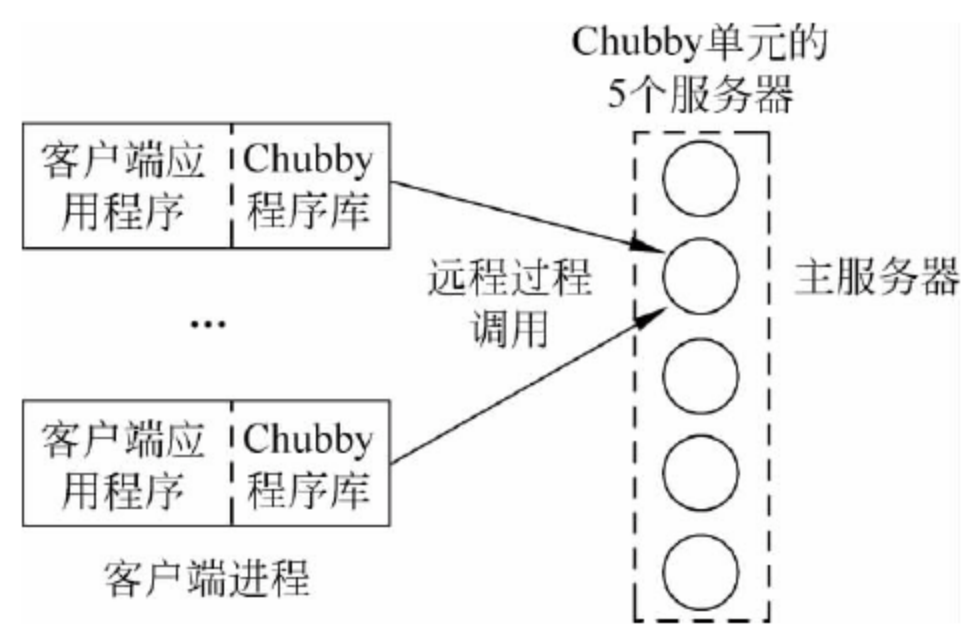 Chubby单元的
5个服务器
客户端应
用程序
Chubby
程序库
远程过程
调用
主服务器
...
客户端应
用程序
Chubby
程序库
客户端进程